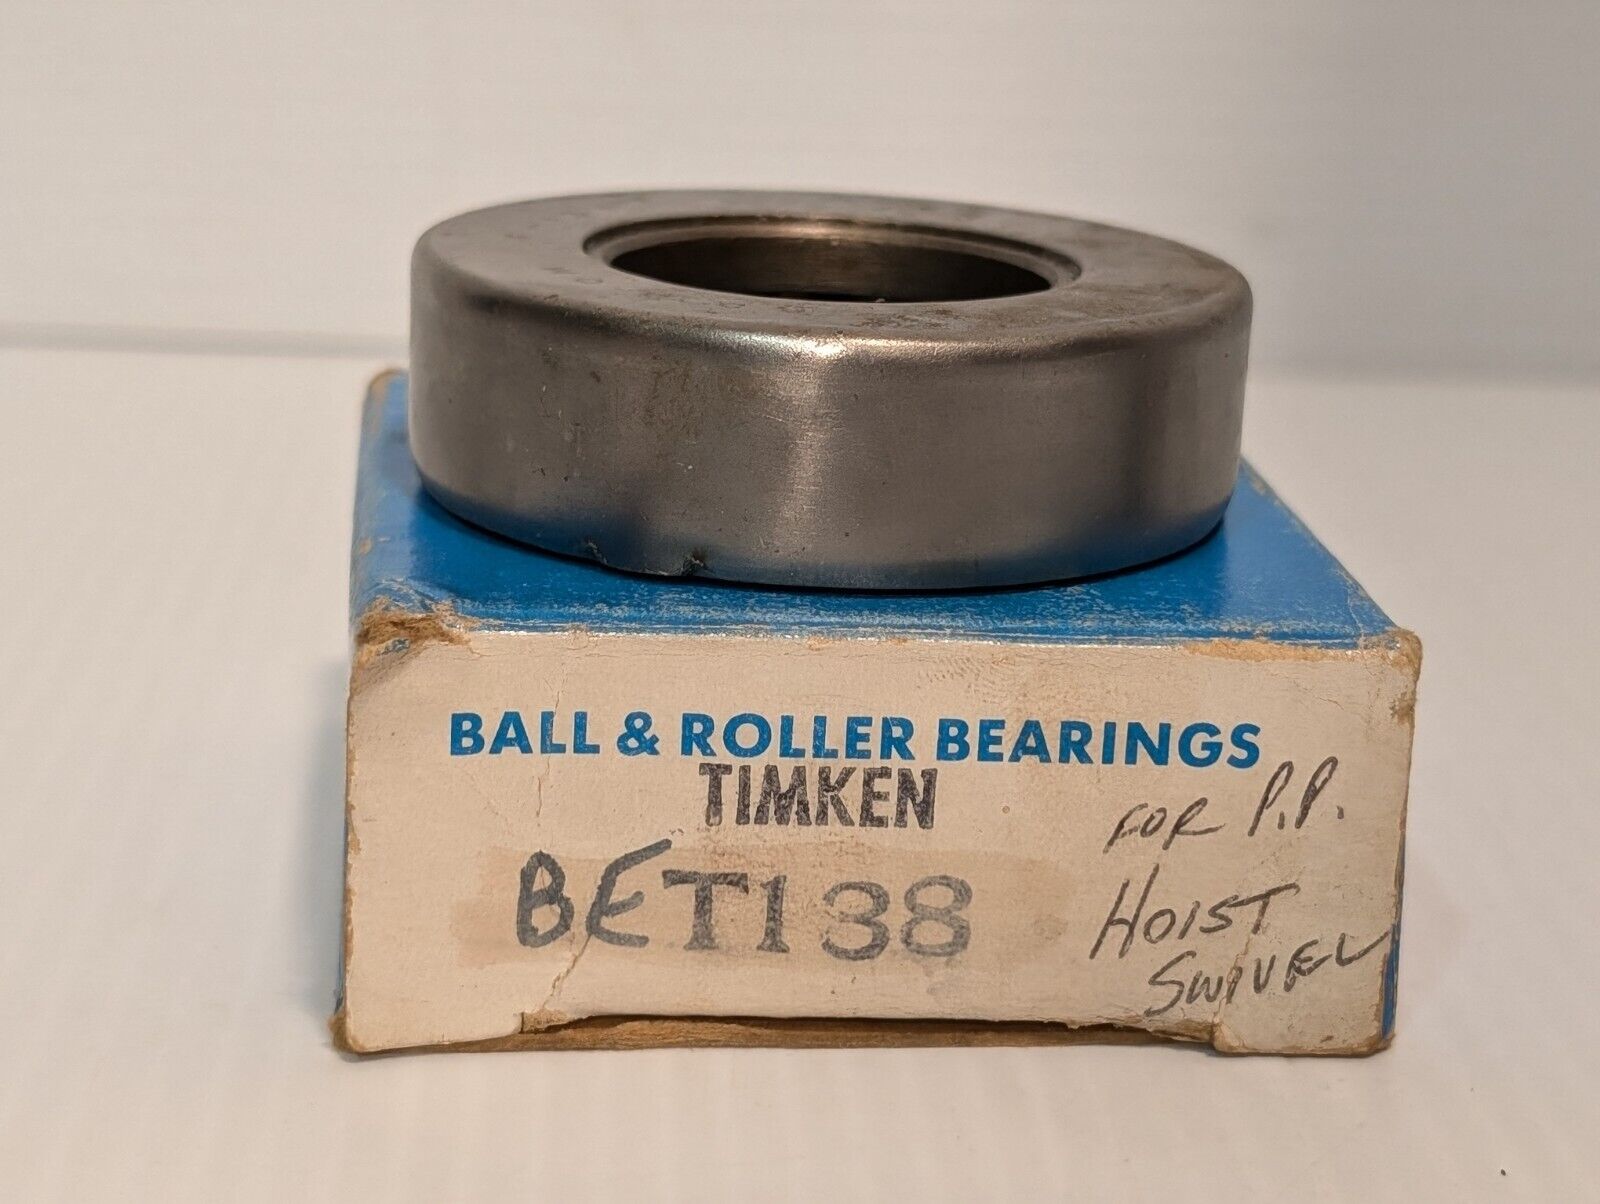 BALL & ROLLER BEARINGS
TIMKEN
BET138
FOR P.P.
HOIST
SWIVEL